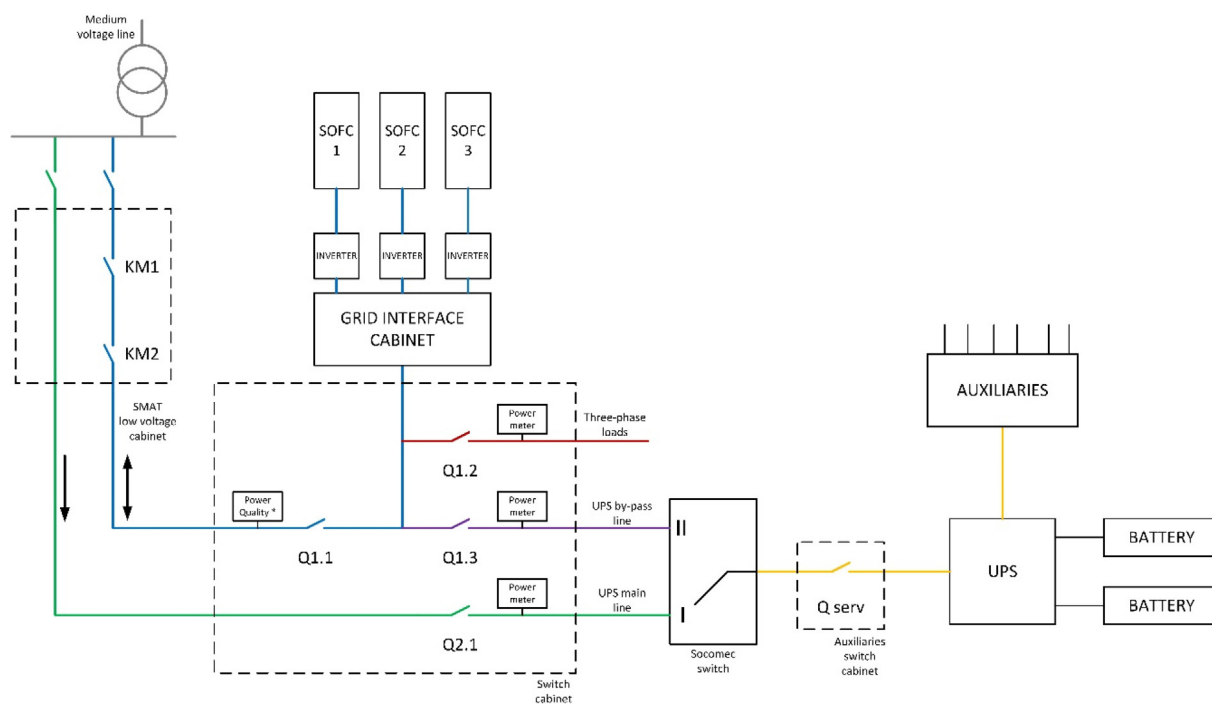 Medium
voltage line
SOFC
1
SOFC
2
SOFC
3
INVERTER
INVERTER
INVERTER
GRID INTERFACE
CABINET
KM1
KM2
SMAT
low voltage
cabinet
Power
meter
Three-phase
loads
Q1.2
Power
Quality *
Q1.1
Power
meter
UPS by-pass
line
Q1.3
Power
meter
UPS main
line
Q2.1
Switch
cabinet
II
I
Socomec
switch
Q serv
Auxiliaries
switch cabinet
AUXILIARIES
UPS
BATTERY
BATTERY